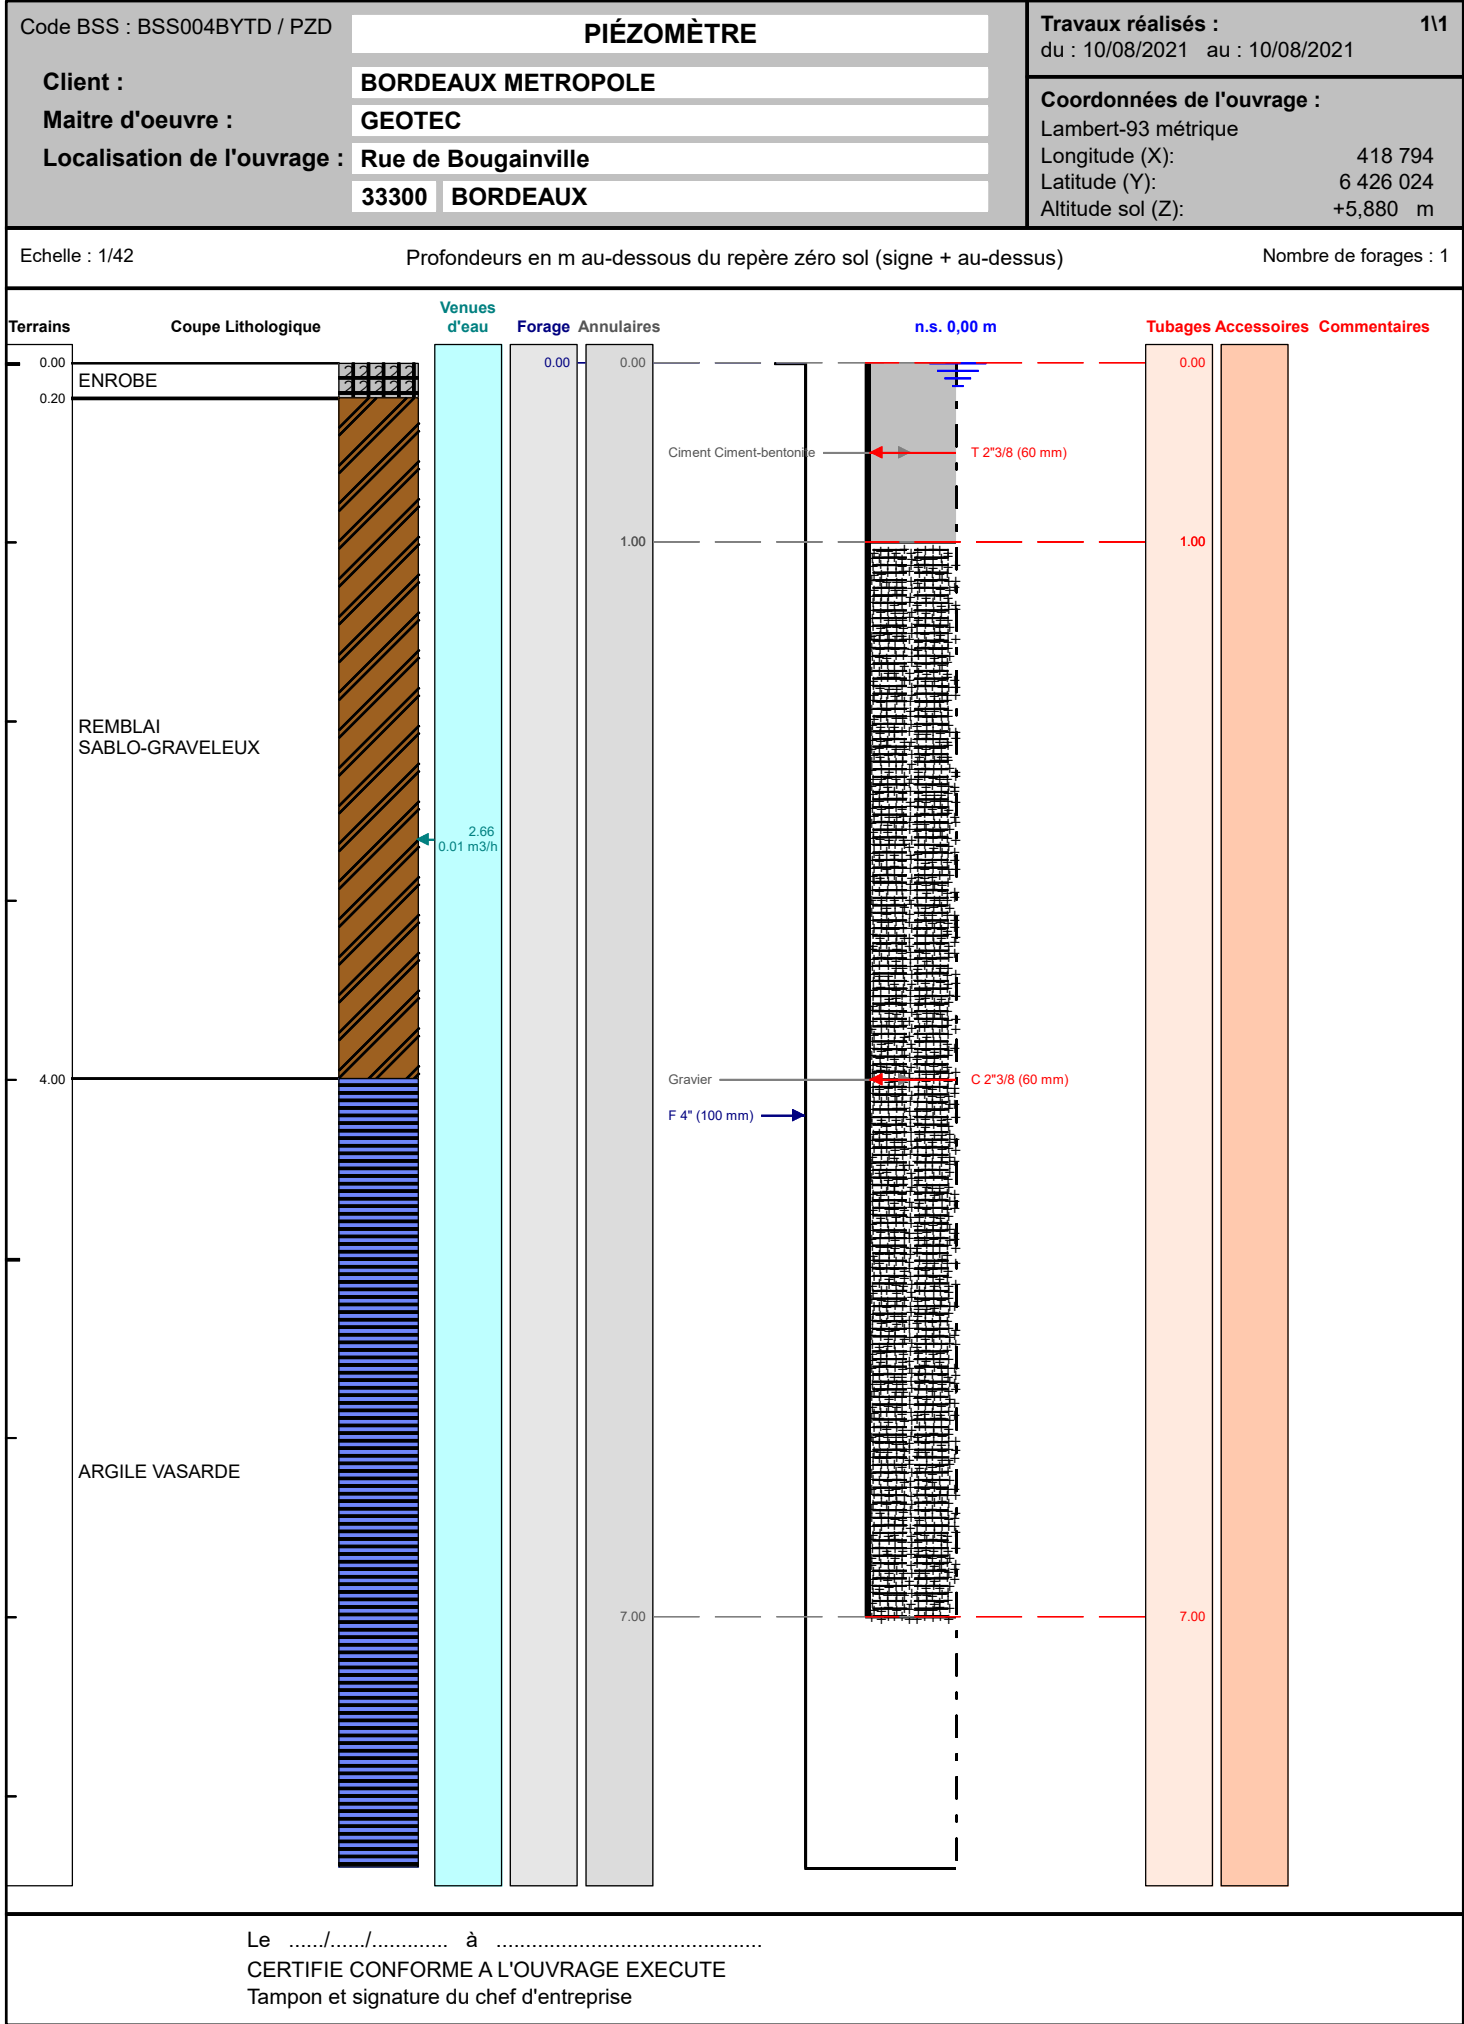 Code BSS : BSS004BYTD / PZD
PIÉZOMÈTRE
Travaux réalisés : 1\1
du : 10/08/2021 au : 10/08/2021
Client : BORDEAUX METROPOLE
Maitre d'oeuvre : GEOTEC
Localisation de l'ouvrage : Rue de Bougainville
33300 BORDEAUX
Coordonnées de l'ouvrage :
Lambert-93 métrique
Longitude (X): 418 794
Latitude (Y): 6 426 024
Altitude sol (Z): +5,880 m
Echelle : 1/42 Profondeurs en m au-dessous du repère zéro sol (signe + au-dessus) Nombre de forages : 1
Terrains Coupe Lithologique Venues d'eau Forage Annulaires n.s. 0,00 m Tubages Accessoires Commentaires
0.00 0.00 0.00 0.00
ENROBE
0.20
Ciment Ciment-bentonite T 2"3/8 (60 mm)
1.00 1.00
REMBLAI
SABLO-GRAVELEUX
2.66
0.01 m3/h
4.00 Gravier C 2"3/8 (60 mm)
F 4" (100 mm)
ARGILE VASARDE
7.00 7.00
Le ....../....../............. à .............................................
CERTIFIE CONFORME A L'OUVRAGE EXECUTE
Tampon et signature du chef d'entreprise